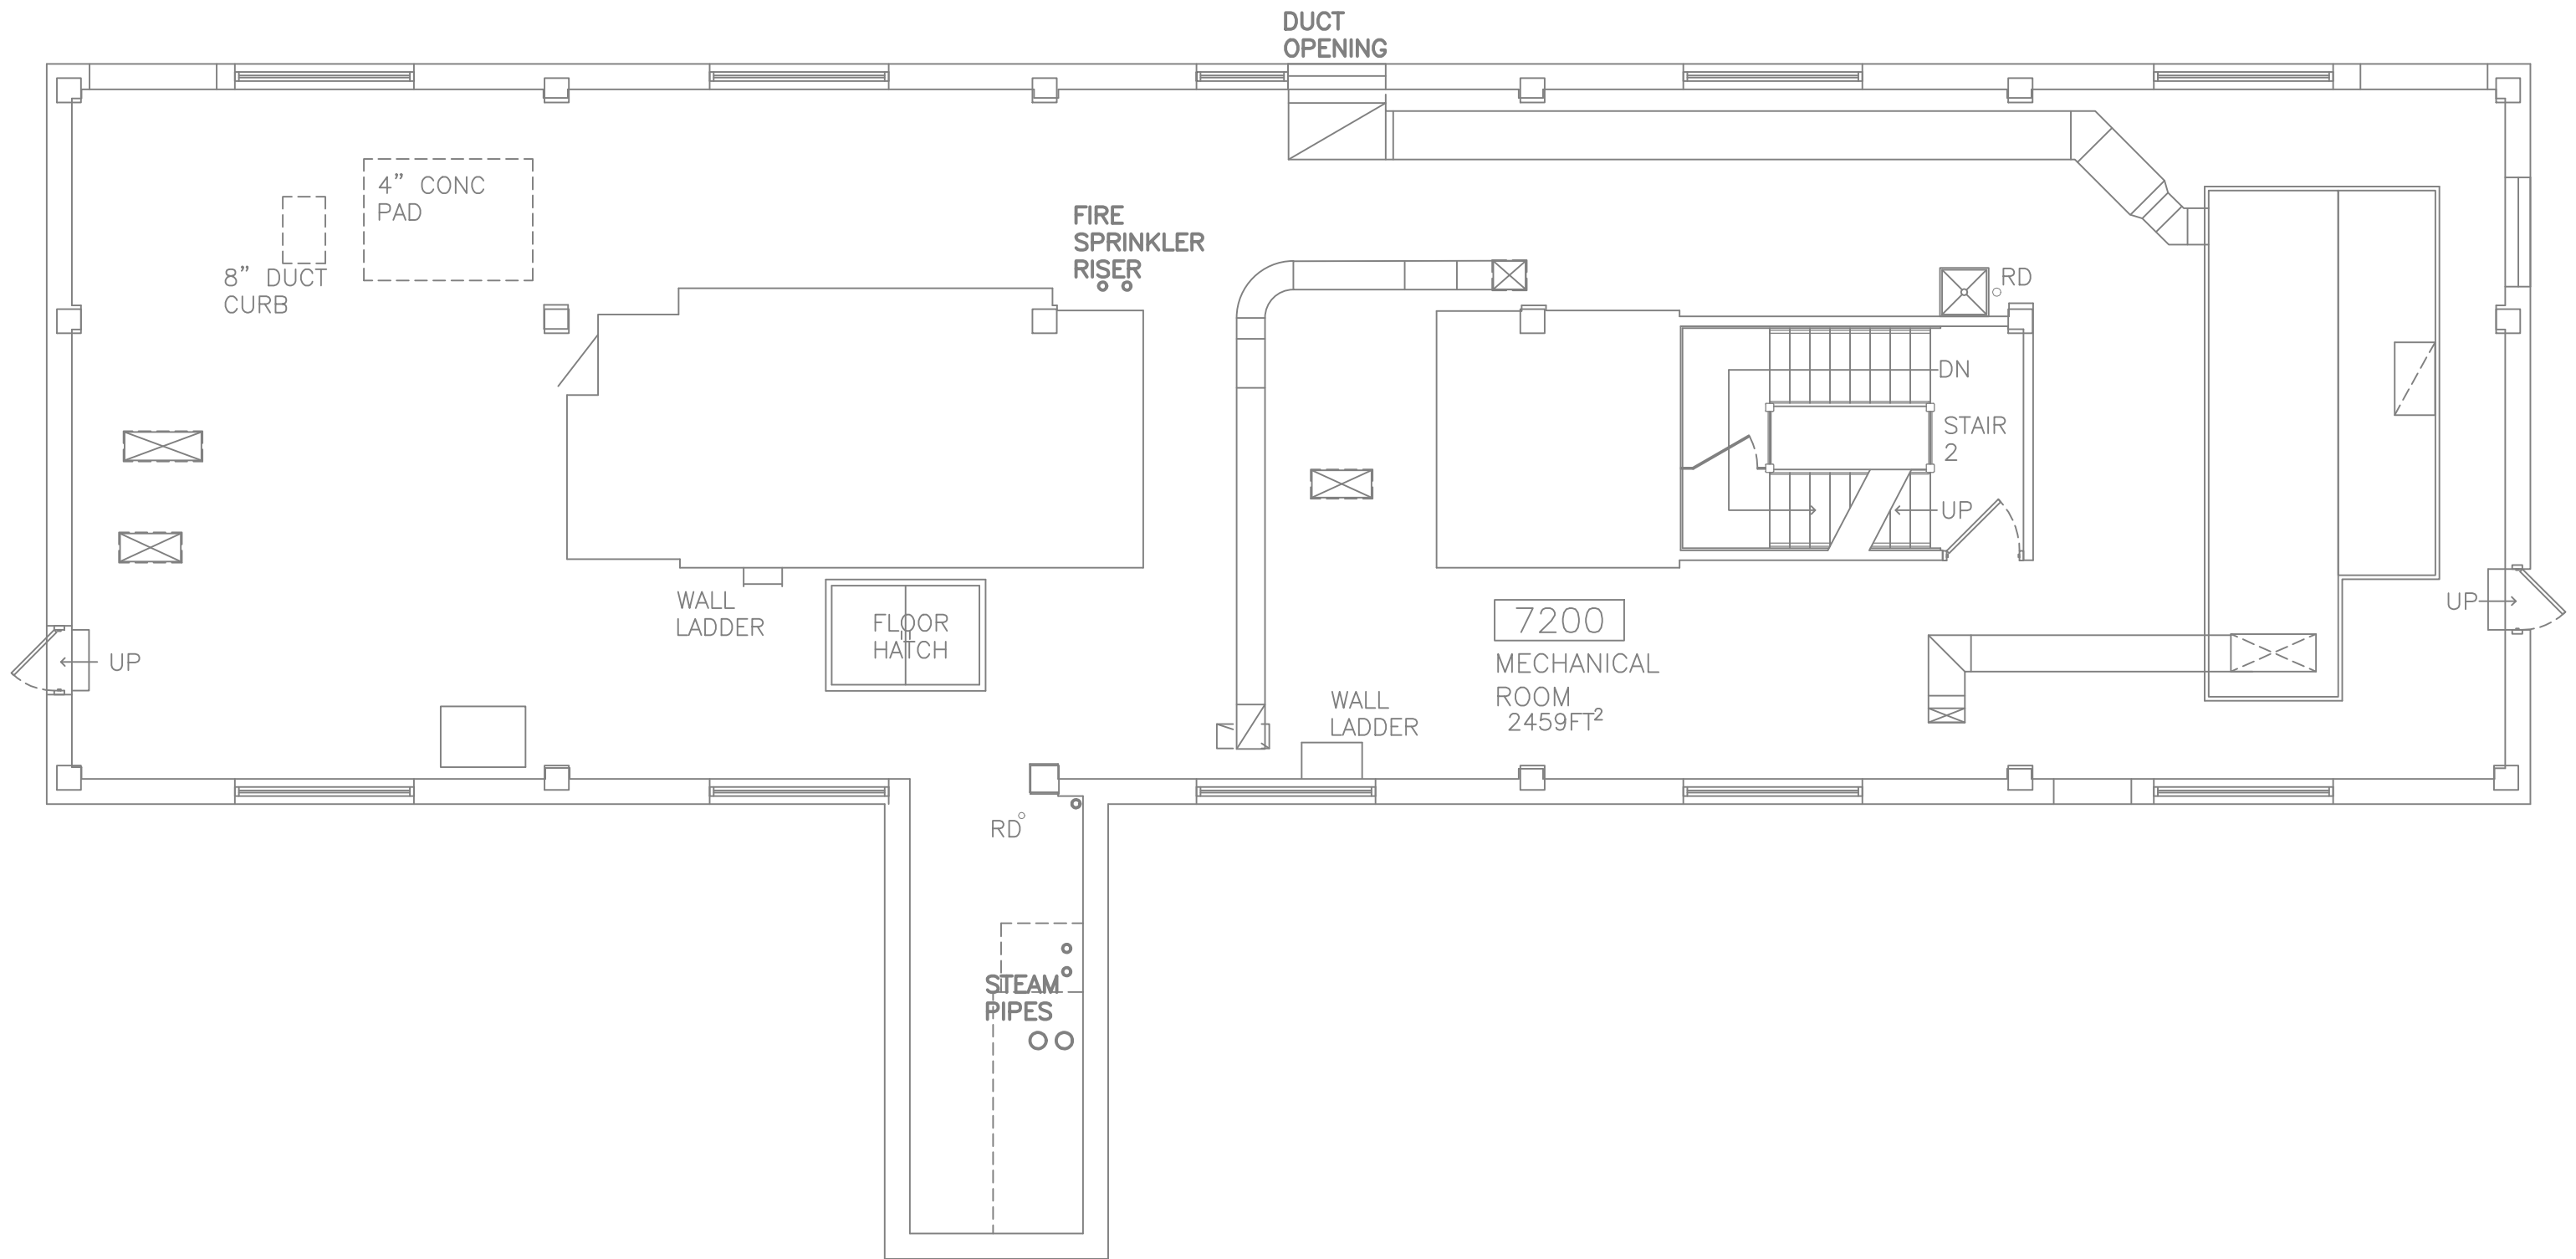 DUCT
OPENING
4" CONC
PAD
8" DUCT
CURB
FIRE
SPRINKLER
RISER
RD
DN
STAIR
2
UP
WALL
LADDER
FLOOR
HATCH
7200
MECHANICAL
ROOM
2459FT²
UP
UP
WALL
LADDER
RD
STEAM
PIPES